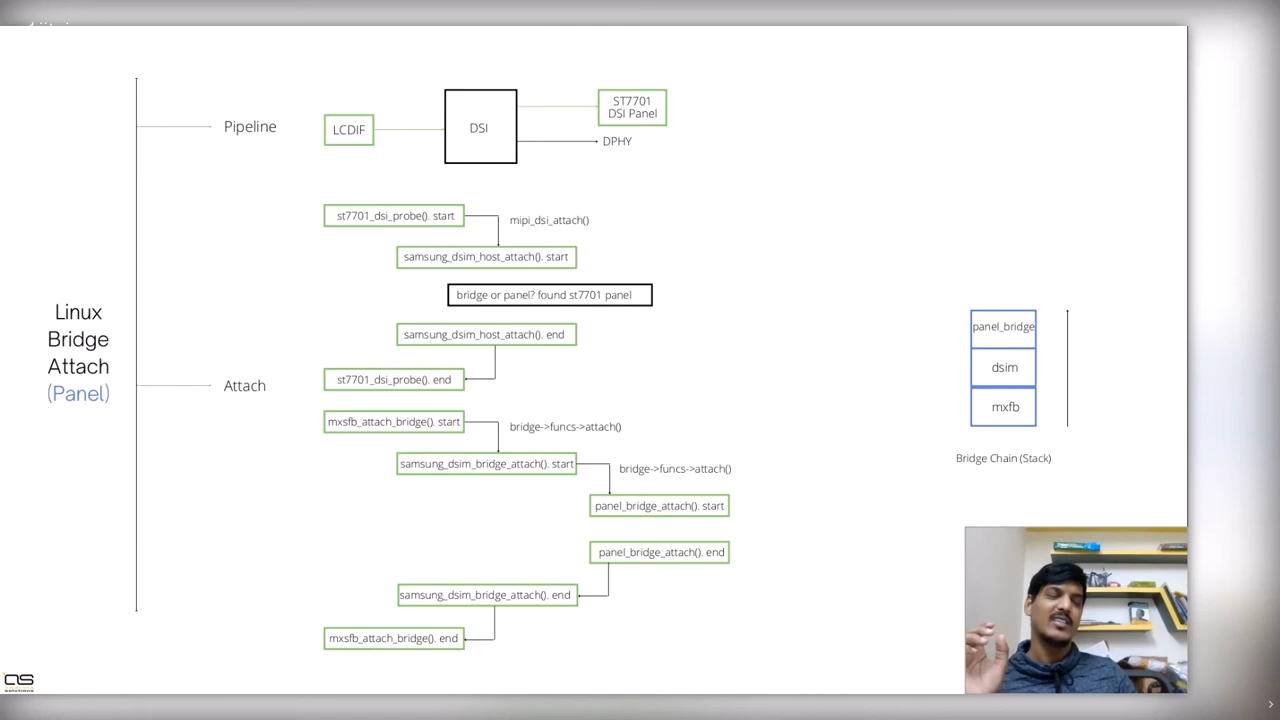 Linux
Bridge
Attach
(Panel)
Pipeline
LCDIF
DSI
ST7701
DSI Panel
DPHY
Attach
st7701_dsi_probe(). start
mipi_dsi_attach()
samsung_dsim_host_attach(). start
bridge or panel? found st7701 panel
samsung_dsim_host_attach(). end
st7701_dsi_probe(). end
mxsfb_attach_bridge(). start
bridge->funcs->attach()
samsung_dsim_bridge_attach(). start
bridge->funcs->attach()
panel_bridge_attach(). start
panel_bridge_attach(). end
samsung_dsim_bridge_attach(). end
mxsfb_attach_bridge(). end
panel_bridge
dsim
mxfb
Bridge Chain (Stack)
solutions